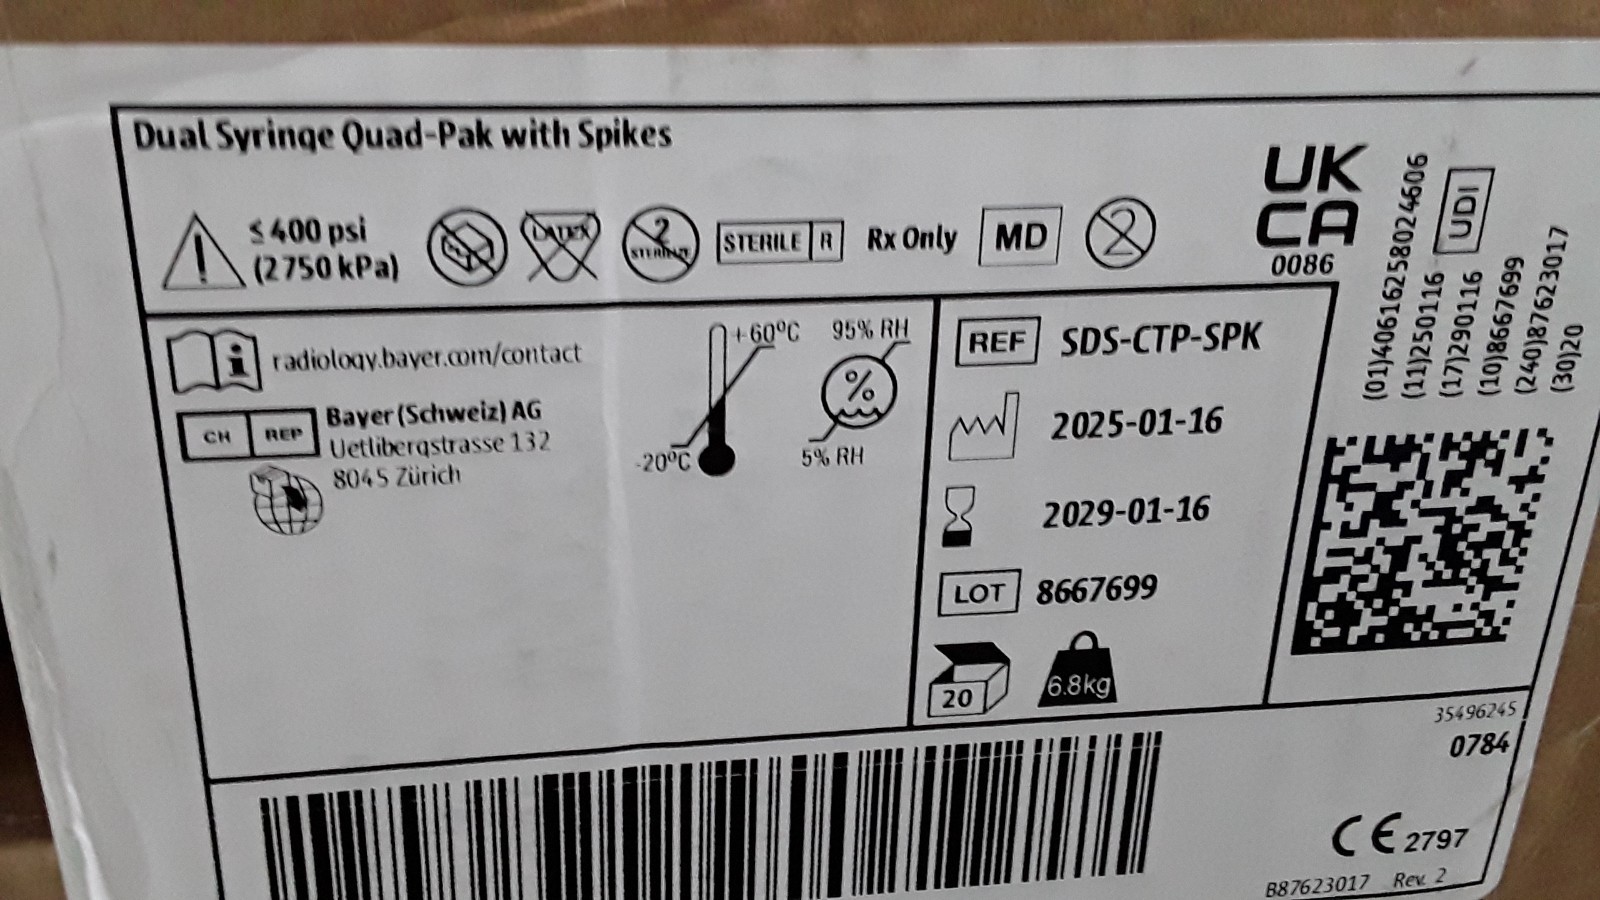 Dual Syringe Quad-Pak with Spikes
≤ 400 psi
(2750 kPa)
LATEX
2
STERILIZE
STERILE R
Rx Only
MD
2
UK
CA
0086
radiology.bayer.com/contact
CH REP
Bayer (Schweiz) AG
Uetlibergstrasse 132
8045 Zürich
+60°C
-20°C
95% RH
%
5% RH
REF SDS-CTP-SPK
2025-01-16
2029-01-16
LOT 8667699
20
6.8kg
UDI
(01)040616258024606
(11)250116
(17)290116
(10)8667699
(240)87623017
(30)20
35496245
0784
CE 2797
B87623017 Rev. 2